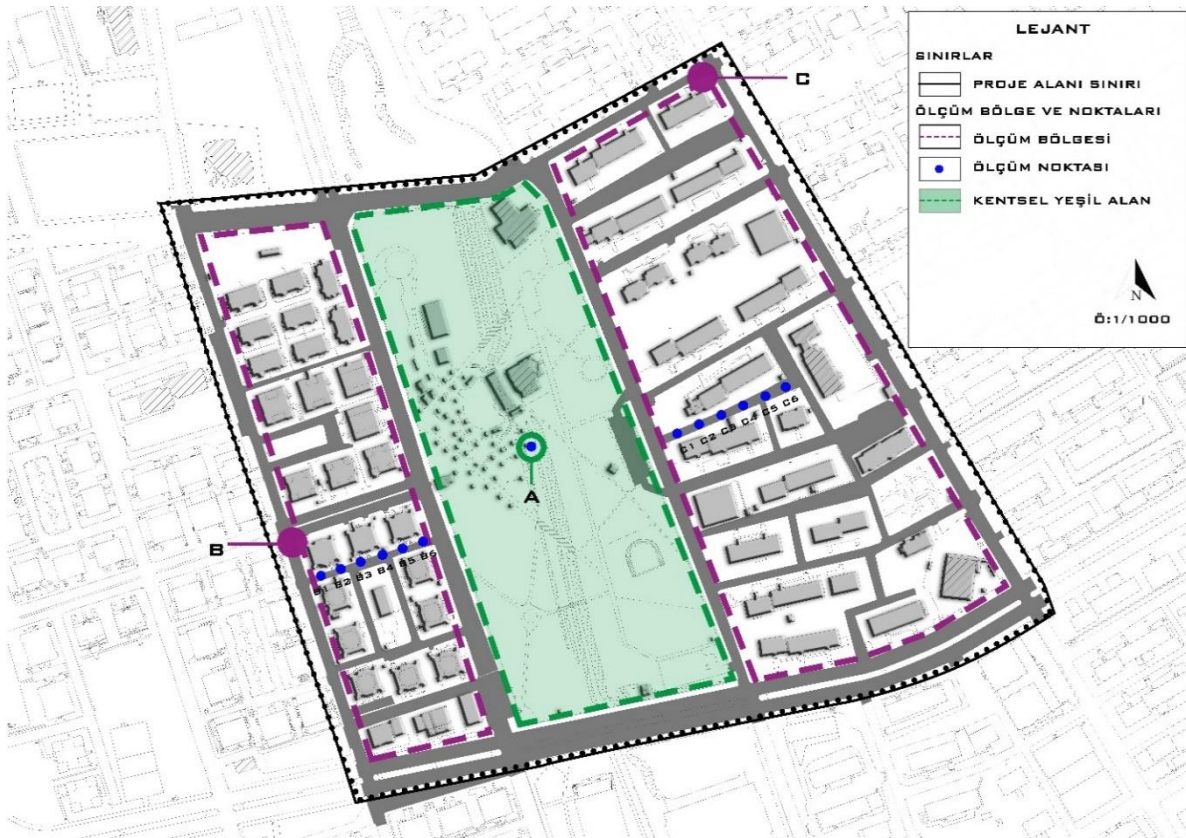 LEJANT
SINIRLAR
PROJE ALANI SINIRI
ÖLÇÜM BÖLGE VE NOKTALARI
ÖLÇÜM BÖLGESİ
ÖLÇÜM NOKTASI
KENTSEL YEŞİL ALAN
N
Ö:1/1000
C
C1 C2 C3 C4 C5 C6
A
B
B1 B2 B3 B4 B5 B6